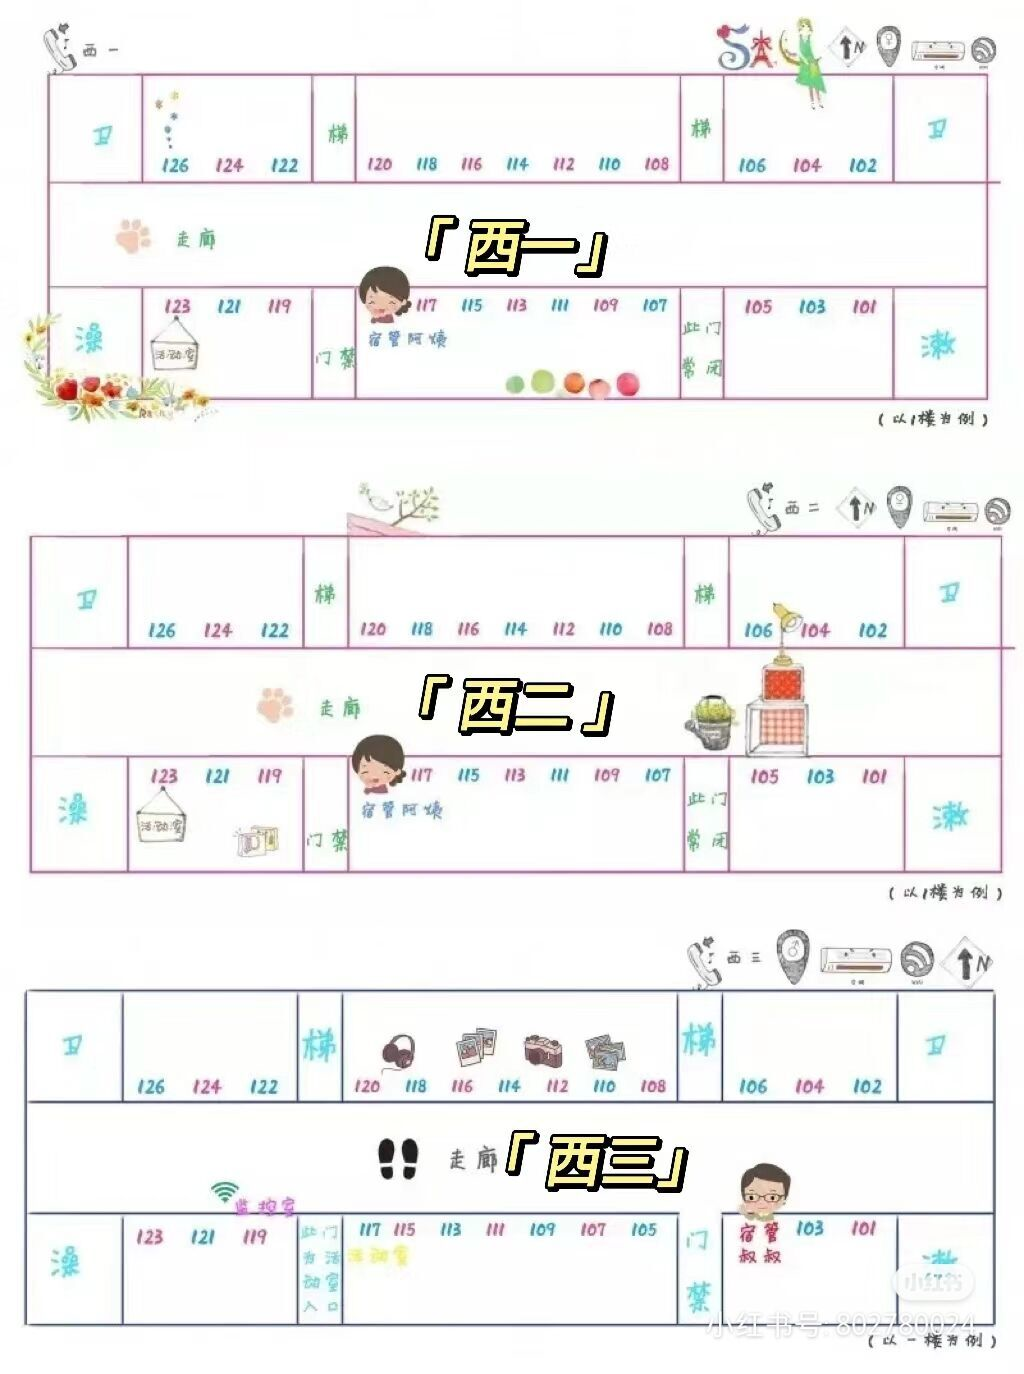 西一
N
卫
梯
梯
卫
126 124 122
120 118 116 114 112 110 108
106 104 102
走廊
「西一」
123 121 119
117 115 113 111 109 107
105 103 101
澡
活动室
门禁
宿管阿姨
此门
常闭
漱
(以1楼为例)
西二
N
卫
梯
梯
卫
126 124 122
120 118 116 114 112 110 108
106 104 102
走廊
「西二」
123 121 119
117 115 113 111 109 107
105 103 101
澡
活动室
门禁
宿管阿姨
此门
常闭
漱
(以1楼为例)
西三
N
卫
梯
梯
卫
126 124 122
120 118 116 114 112 110 108
106 104 102
走廊
「西三」
监控室
123 121 119
117 115 113 111 109 107 105
103 101
澡
此门
为活
动室
入口
活动室
门
禁
宿管
叔叔
漱
小红书
小红书号: 802780024
(以一楼为例)